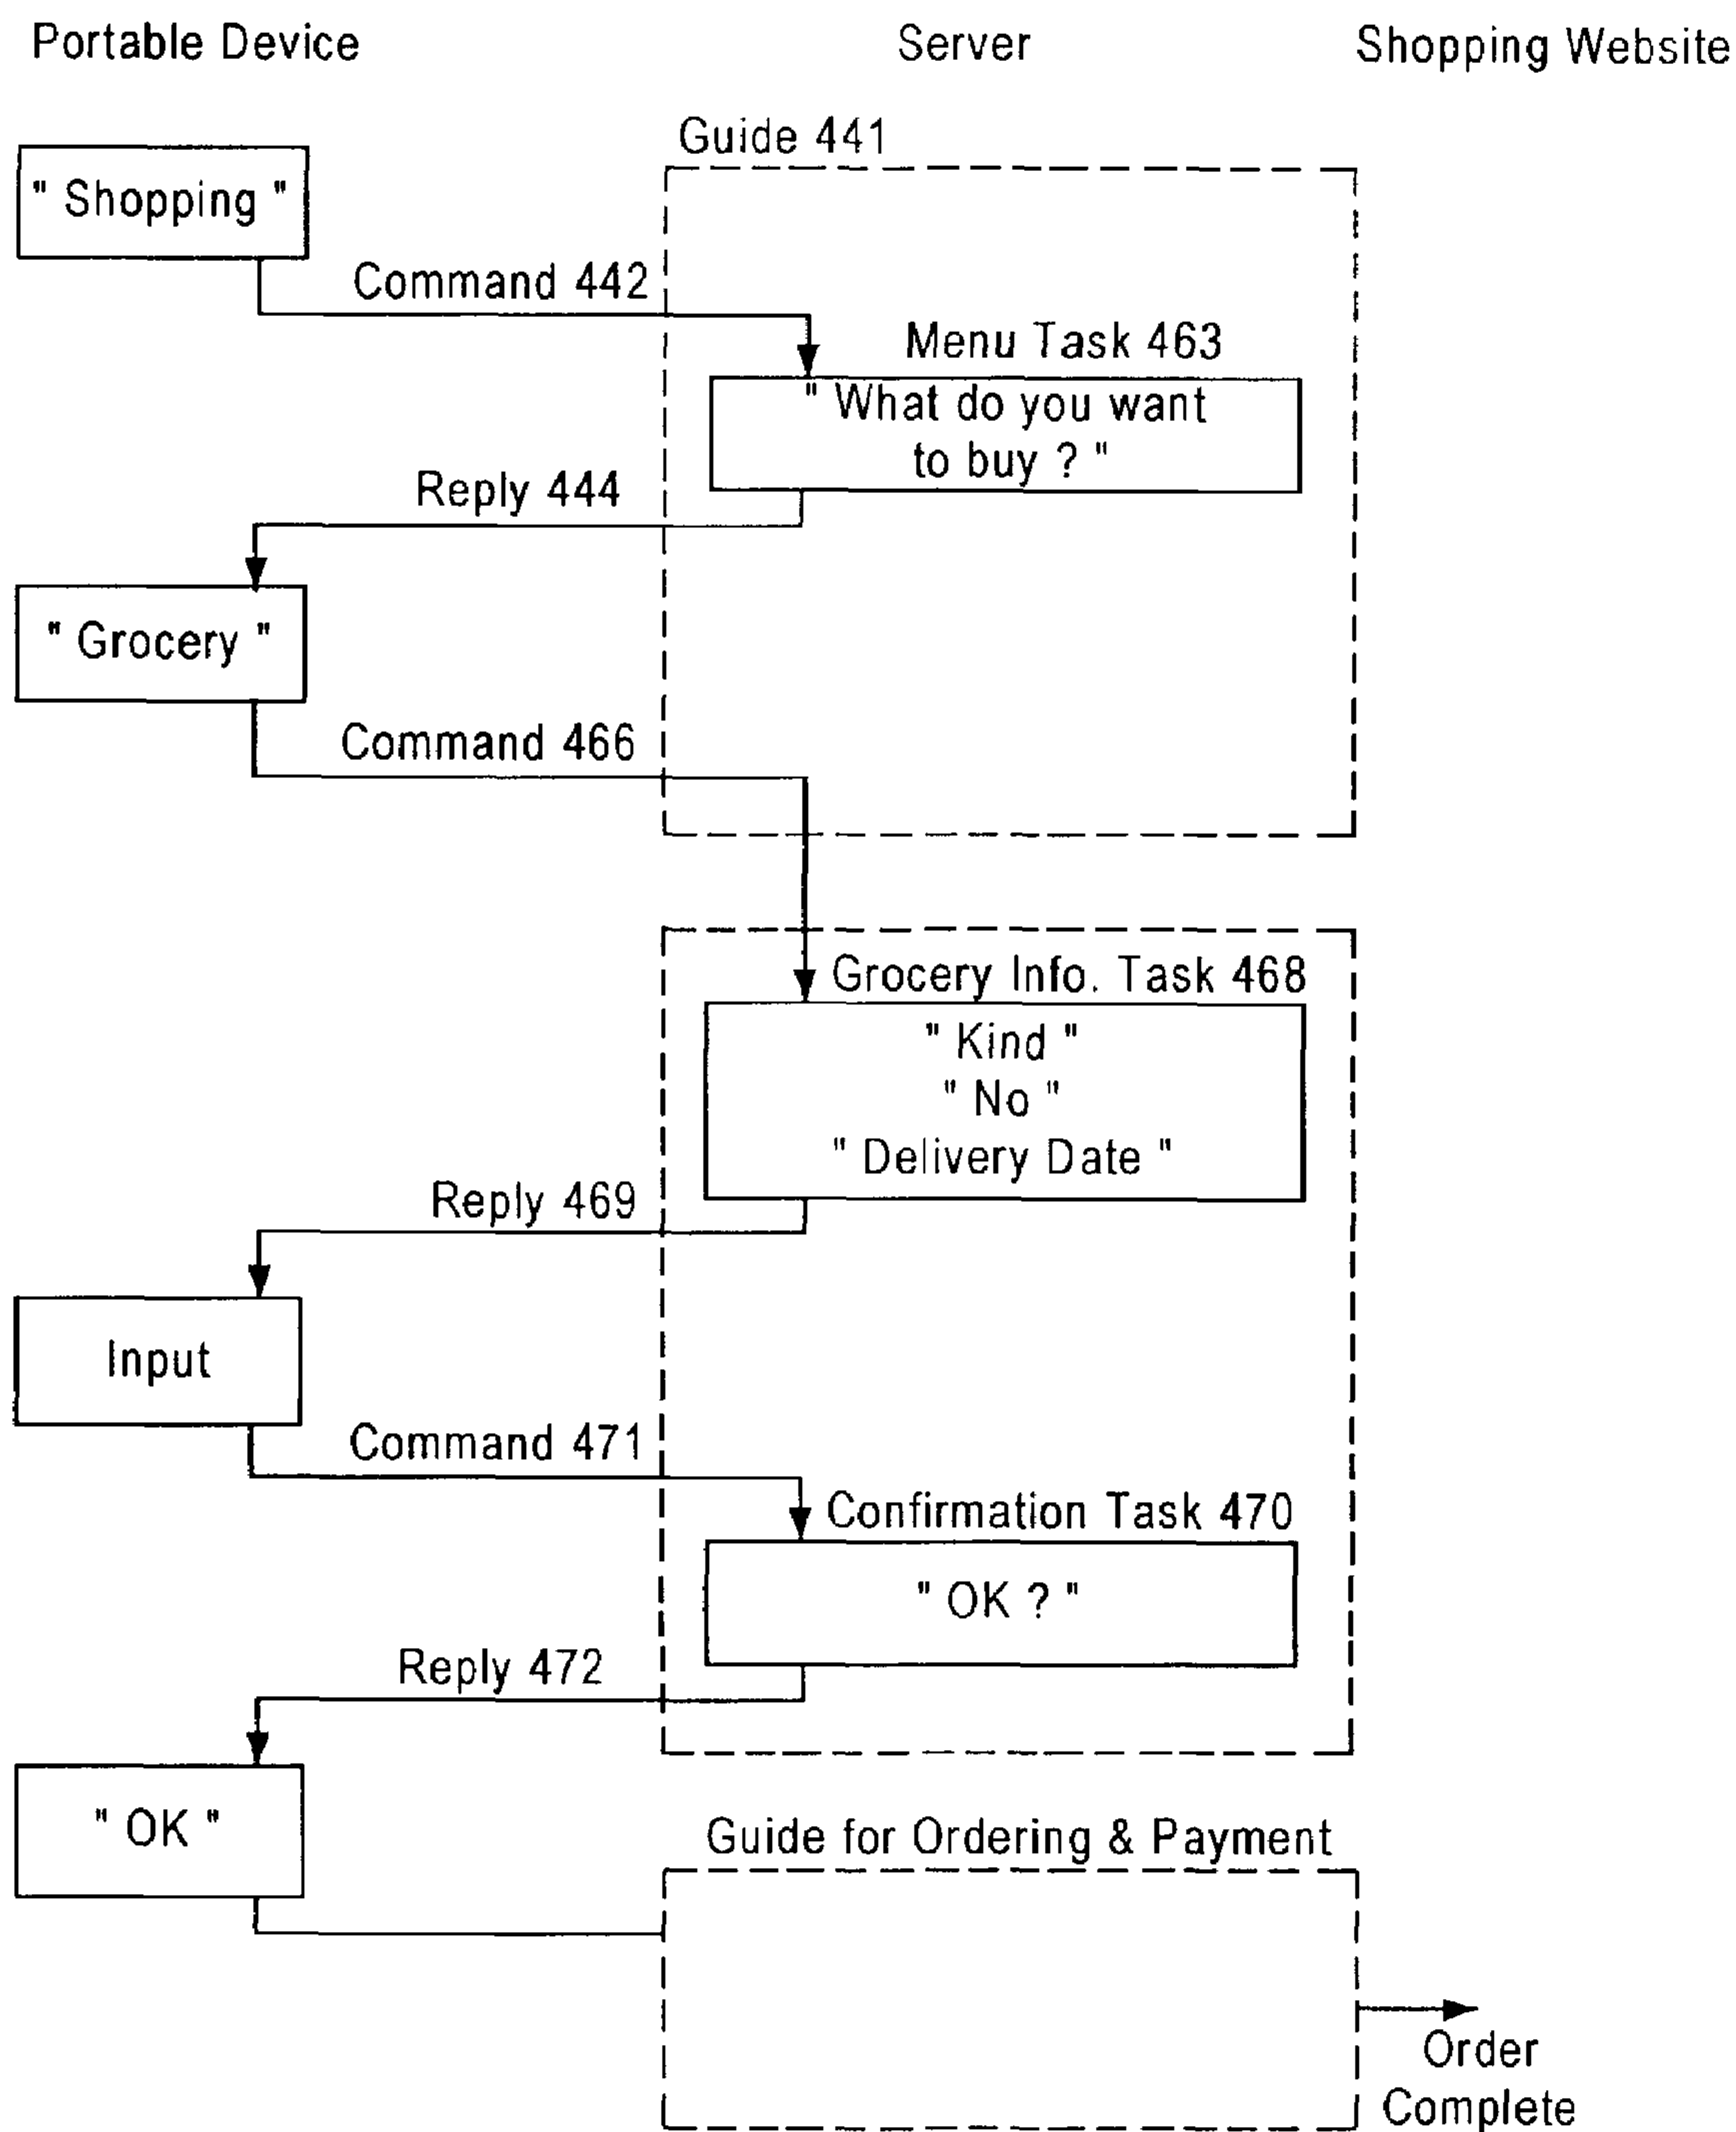 Portable Device
Server
Shopping Website
Guide 441
" Shopping "
Command 442
Menu Task 463
" What do you want
to buy ? "
Reply 444
" Grocery "
Command 466
Grocery Info. Task 468
" Kind "
" No "
" Delivery Date "
Reply 469
Input
Command 471
Confirmation Task 470
" OK ? "
Reply 472
" OK "
Guide for Ordering & Payment
Order
Complete